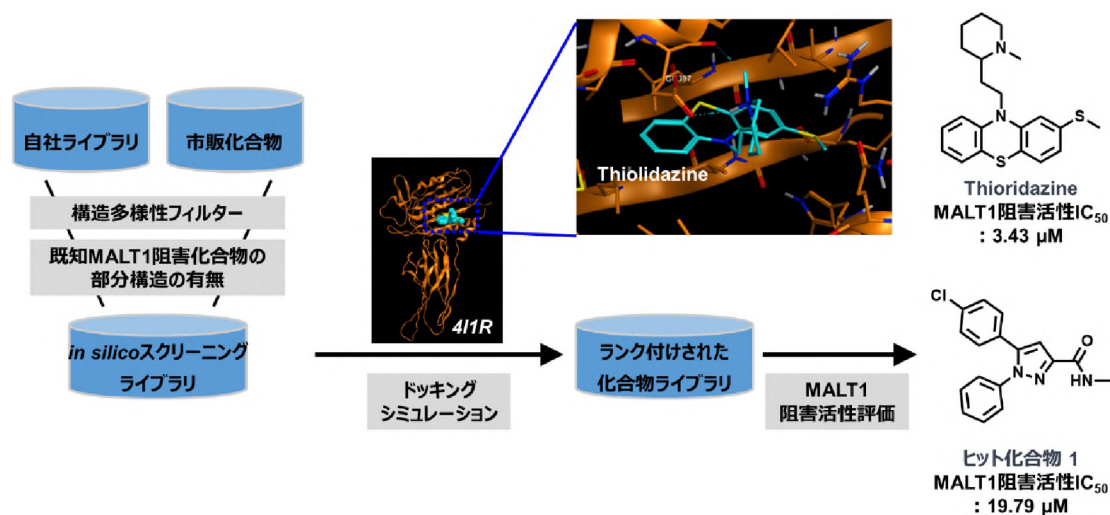 自社ライブラリ
市販化合物
構造多様性フィルター
既知MALT1阻害化合物の
部分構造の有無
in silicoスクリーニング
ライブラリ
4I1R
ドッキング
シミュレーション
Thiolidazine
ランク付けされた
化合物ライブラリ
MALT1
阻害活性評価
N
N
S
S
Thioridazine
MALT1阻害活性IC50
: 3.43 μM
Cl
O
N
N
HN
ヒット化合物 1
MALT1阻害活性IC50
: 19.79 μM